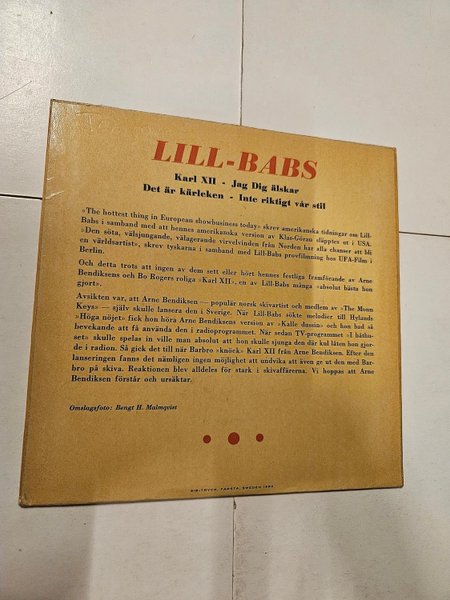 LILL-BABS
Karl XII - Jag Dig älskar
Det är kärleken - Inte riktigt vår stil
»The hottest thing in European showbusiness today» skrev amerikanska tidningar om Lill-
Babs i samband med att hennes amerikanska version av Klas-Göran släpptes ut i USA.
»Den söta, välsjungande, välagerande virvelvinden från Norden har alla chanser att bli
en världsartist», skrev tyskarna i samband med Lill-Babs provfilmning hos UFA-Film i
Berlin.
Och detta trots att ingen av dem sett eller hört hennes festliga framförande av Arne
Bendiksens och Bo Rogers roliga »Karl XII», en av Lill-Babs många »absolut bästa hon
gjort».
Avsikten var, att Arne Bendiksen — populär norsk skivartist och medlem av »The Monn
Keys» — själv skulle lansera den i Sverige. När Lill-Babs sökte melodier till Hylands
»Höga nöjet» fick hon höra Arne Bendiksens version av »Kalle dussin» och hon bad så
bevekande att få använda den i radioprogrammet. När sedan TV-programmet »I båthu-
set» skulle spelas in ville man absolut att hon skulle sjunga den där kul låten hon gjor-
de i radion. Så gick det till när Barbro »knöck» Karl XII från Arne Bendiksen. Efter den
lanseringen fanns det nämligen ingen möjlighet att undvika att även ge ut den med Bar-
bro på skiva. Reaktionen blev alldeles för stark i skivaffärerna. Vi hoppas att Arne
Bendiksen förstår och ursäktar.
Omslagsfoto: Bengt H. Malmqvist